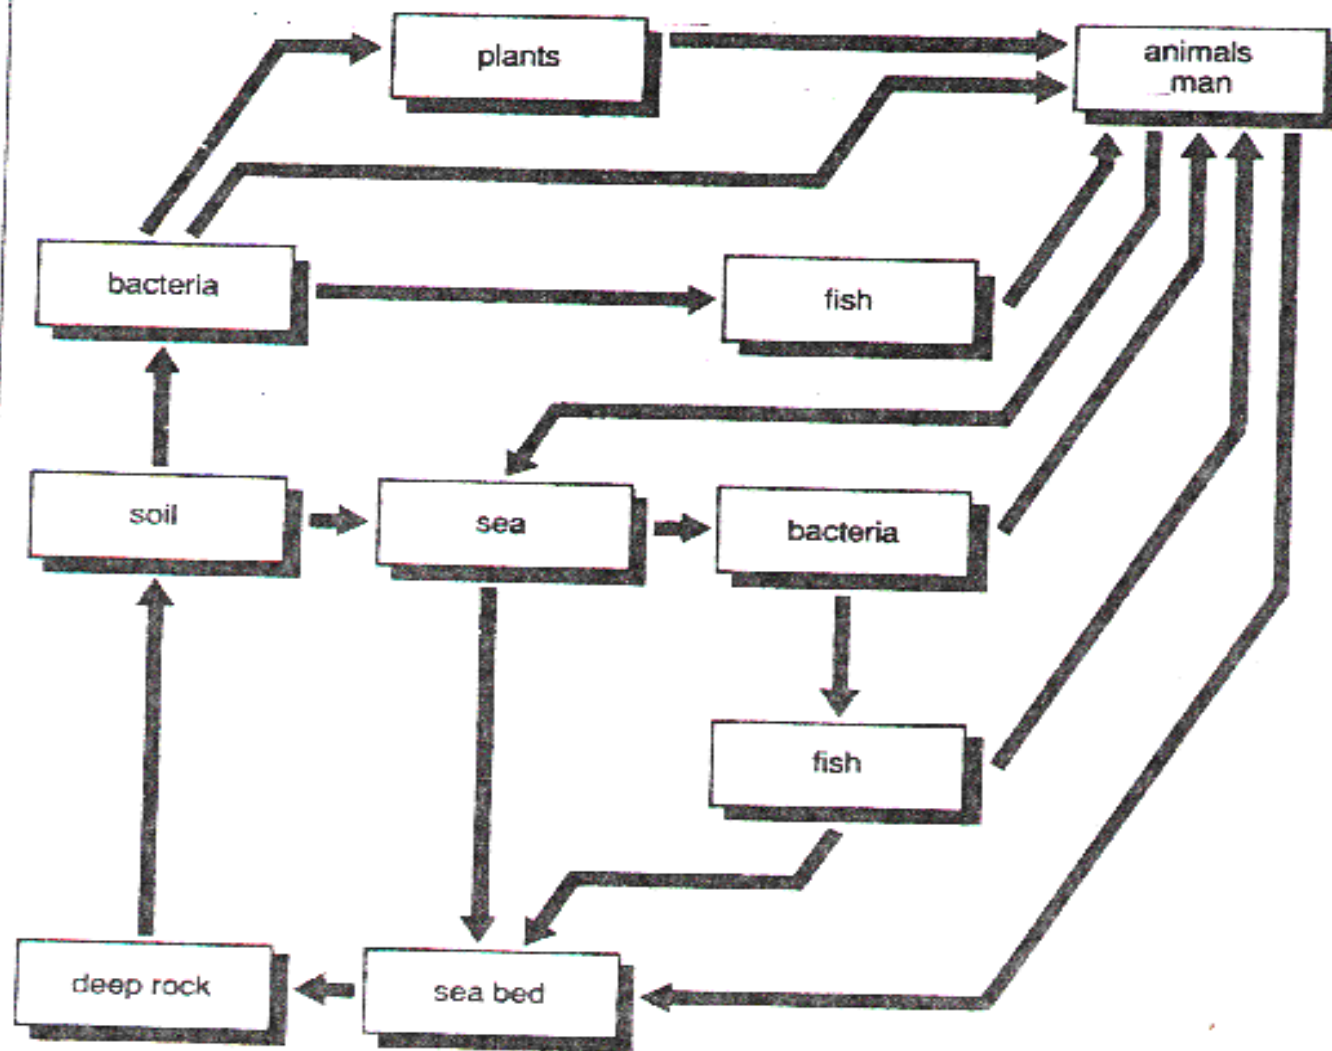 plants
animals
man
bacteria
fish
soil
sea
bacteria
fish
deep rock
sea bed